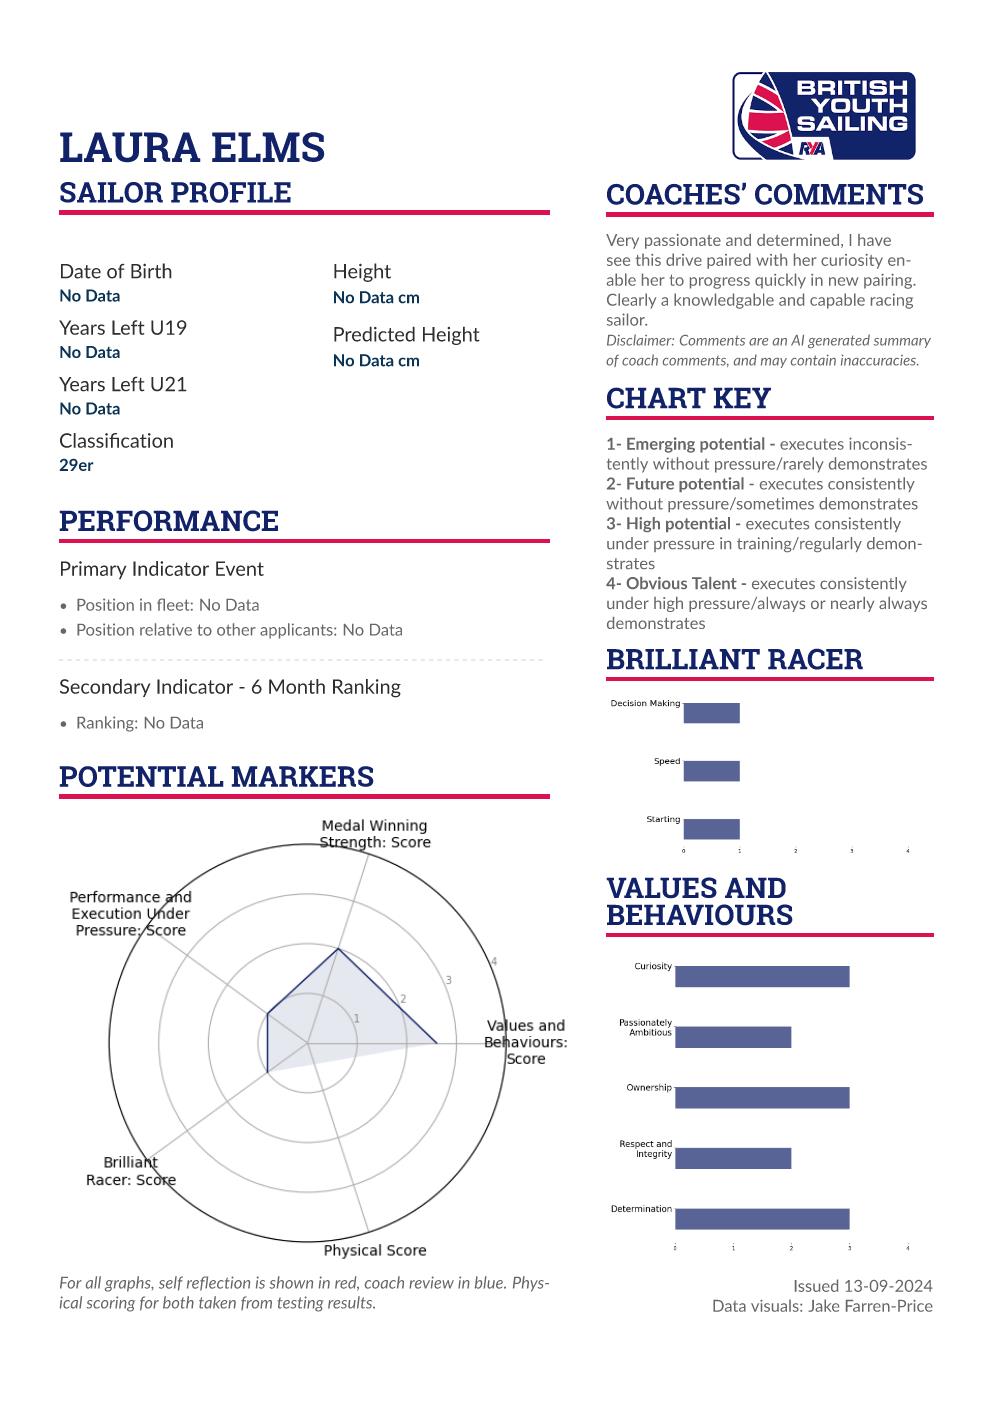 BRITISH
YOUTH
SAILING
RYA
LAURA ELMS
SAILOR PROFILE
Date of Birth
No Data
Years Left U19
No Data
Years Left U21
No Data
Classification
29er
Height
No Data cm
Predicted Height
No Data cm
PERFORMANCE
Primary Indicator Event
• Position in fleet: No Data
• Position relative to other applicants: No Data
Secondary Indicator - 6 Month Ranking
• Ranking: No Data
POTENTIAL MARKERS
Medal Winning
Strength: Score
Performance and
Execution Under
Pressure: Score
4
3
2
1
Values and
Behaviours:
Score
Brilliant
Racer: Score
Physical Score
For all graphs, self reflection is shown in red, coach review in blue. Phys-
ical scoring for both taken from testing results.
COACHES’ COMMENTS
Very passionate and determined, I have
see this drive paired with her curiosity en-
able her to progress quickly in new pairing.
Clearly a knowledgable and capable racing
sailor.
Disclaimer: Comments are an AI generated summary
of coach comments, and may contain inaccuracies.
CHART KEY
1- Emerging potential - executes inconsis-
tently without pressure/rarely demonstrates
2- Future potential - executes consistently
without pressure/sometimes demonstrates
3- High potential - executes consistently
under pressure in training/regularly demon-
strates
4- Obvious Talent - executes consistently
under high pressure/always or nearly always
demonstrates
BRILLIANT RACER
Decision Making
Speed
Starting
0 1 2 3 4
VALUES AND
BEHAVIOURS
Curiosity
Passionately
Ambitious
Ownership
Respect and
Integrity
Determination
0 1 2 3 4
Issued 13-09-2024
Data visuals: Jake Farren-Price